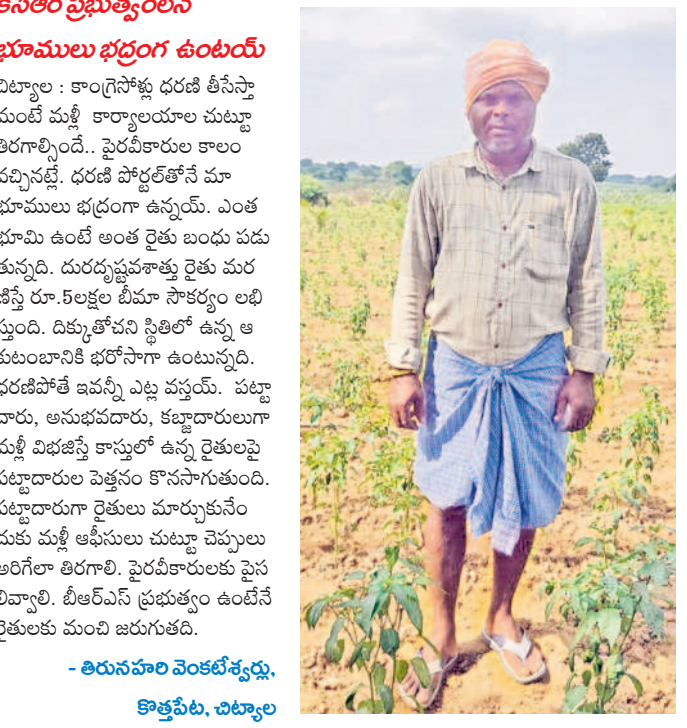 కేసీఆర్ ప్రభుత్వంలనే
భూములు భద్రంగ ఉంటయ్
చిట్యాల : కాంగ్రెసోళ్లు ధరణి తీసేస్తా
మంటే మళ్లీ కార్యాలయాల చుట్టూ
తిరగాల్సిందే.. పైరవీకారుల కాలం
వచ్చినట్లే. ధరణి పోర్టల్‌తోనే మా
భూములు భద్రంగా ఉన్నయ్. ఎంత
భూమి ఉంటే అంత రైతు బంధు పడు
తున్నది. దురదృష్టవశాత్తు రైతు మర
ణిస్తే రూ.5లక్షల బీమా సౌకర్యం లభి
స్తుంది. దిక్కుతోచని స్థితిలో ఉన్న ఆ
కుటంబానికి భరోసాగా ఉంటున్నది.
ధరణిపోతే ఇవన్నీ ఎట్ల వస్తయ్. పట్టా
దారు, అనుభవదారు, కబ్జాదారులుగా
మళ్లీ విభజిస్తే కాస్తులో ఉన్న రైతులపై
పట్టాదారుల పెత్తనం కొనసాగుతుంది.
పట్టాదారుగా రైతులు మార్చుకునేం
దుకు మళ్లీ ఆఫీసులు చుట్టూ చెప్పులు
అరిగేలా తిరగాలి. పైరవీకారులకు పైస
లివ్వాలి. బీఆర్ఎస్ ప్రభుత్వం ఉంటేనే
రైతులకు మంచి జరుగుతది.
- తిరునహరి వెంకటేశ్వర్లు,
కొత్తపేట, చిట్యాల